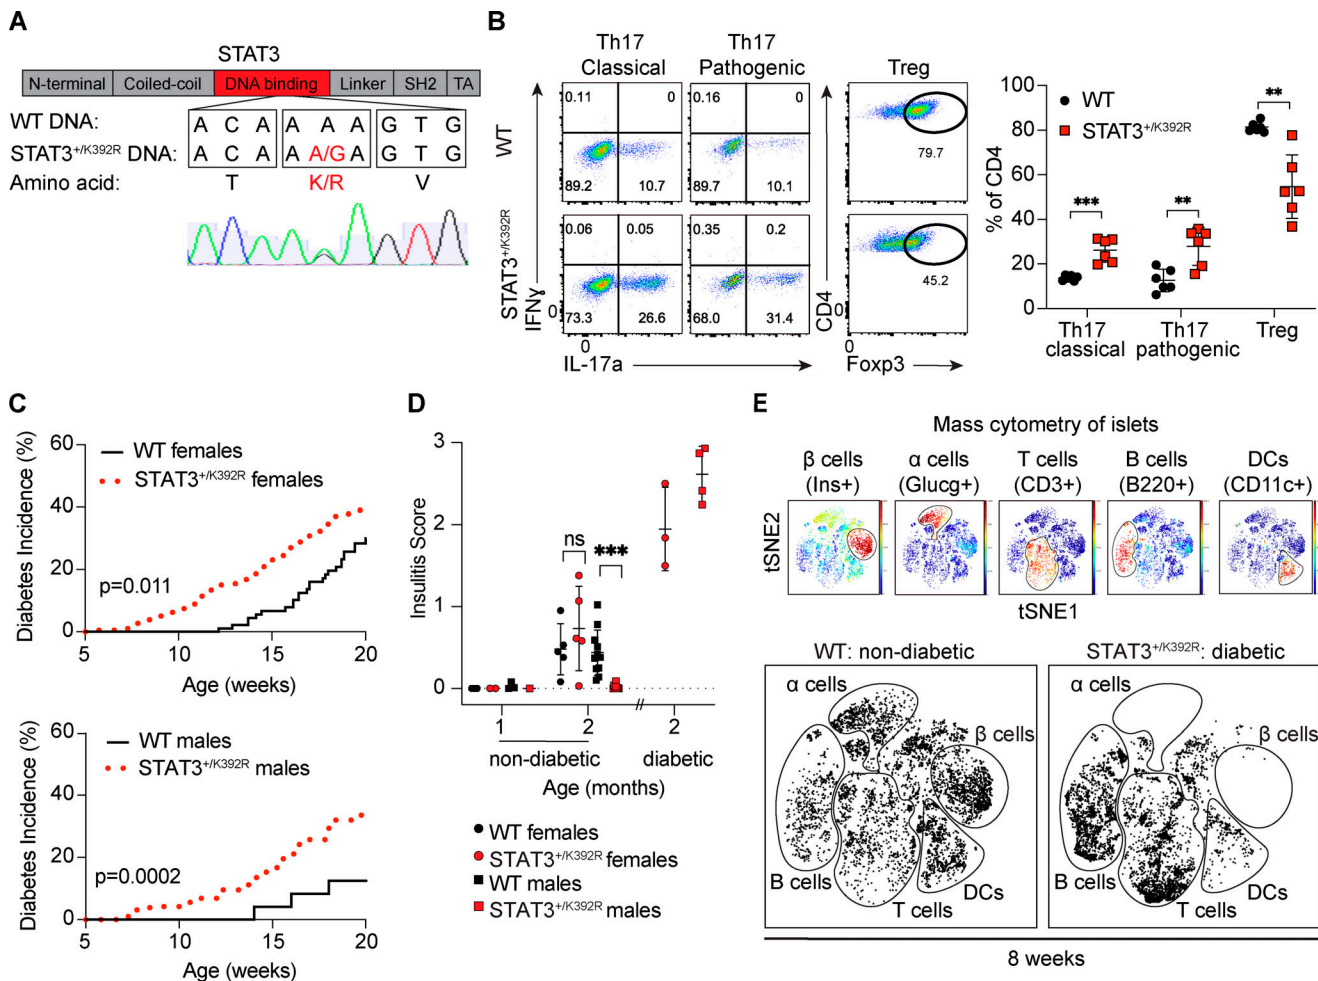 A
STAT3
N-terminal Coiled-coil DNA binding Linker SH2 TA
WT DNA: A C A A A A G T G
STAT3+/K392R DNA: A C A A A/G A G T G
Amino acid: T K/R V
B
Th17 Classical
Th17 Pathogenic
Treg
WT
0.11 0
89.2 10.7
0.16 0
89.7 10.1
79.7
STAT3+/K392R
0.06 0.05
73.3 26.6
0.35 0.2
68.0 31.4
45.2
IFNγ
0
0
IL-17a
CD4
0
0
Foxp3
% of CD4
100
80
60
40
20
0
WT
STAT3+/K392R
***
**
**
Th17 classical
Th17 pathogenic
Treg
C
Diabetes Incidence (%)
60
40
20
0
WT females
STAT3+/K392R females
p=0.011
5 10 15 20
Age (weeks)
Diabetes Incidence (%)
60
40
20
0
WT males
STAT3+/K392R males
p=0.0002
5 10 15 20
Age (weeks)
D
Insulitis Score
3
2
1
0
ns
***
1 2 // 2
non-diabetic diabetic
Age (months)
WT females
STAT3+/K392R females
WT males
STAT3+/K392R males
E
Mass cytometry of islets
β cells (Ins+)
α cells (Glucg+)
T cells (CD3+)
B cells (B220+)
DCs (CD11c+)
tSNE2
tSNE1
WT: non-diabetic
α cells
β cells
B cells
T cells
DCs
STAT3+/K392R: diabetic
α cells
β cells
B cells
T cells
DCs
8 weeks